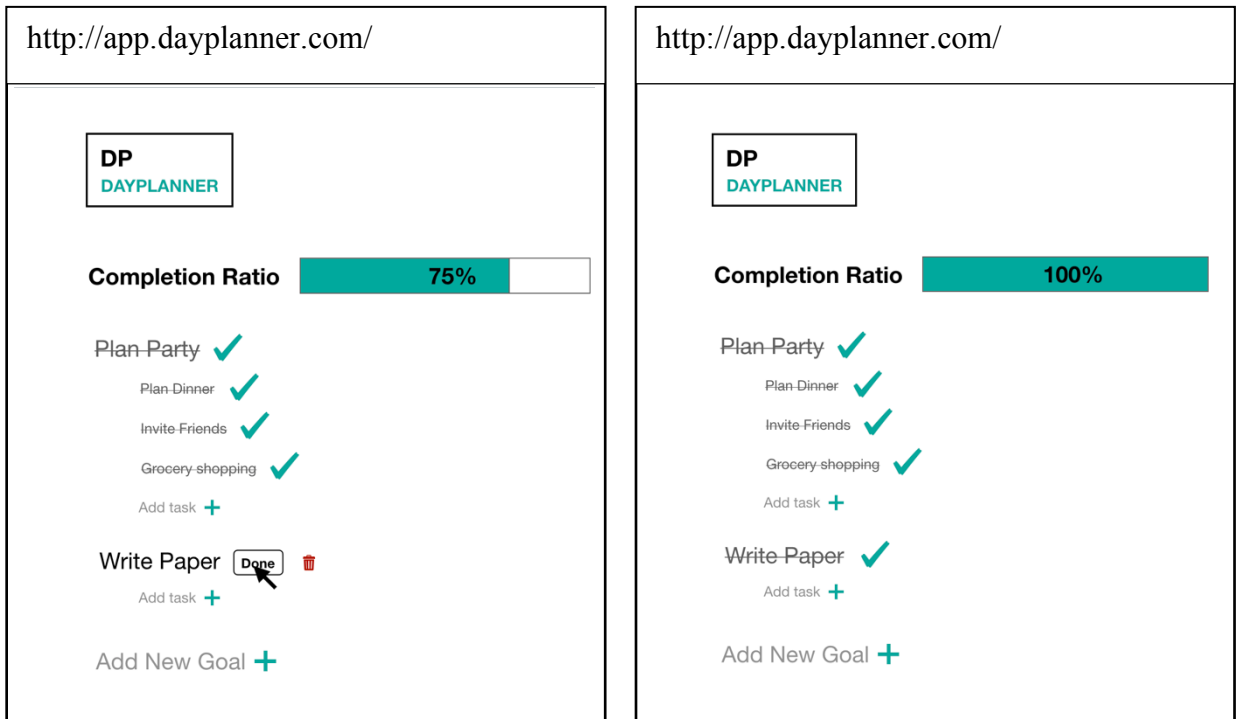 http://app.dayplanner.com/
DP
DAYPLANNER
Completion Ratio 75%
Plan Party
Plan Dinner
Invite Friends
Grocery shopping
Add task +
Write Paper Done
Add task +
Add New Goal +
http://app.dayplanner.com/
DP
DAYPLANNER
Completion Ratio 100%
Plan Party
Plan Dinner
Invite Friends
Grocery shopping
Add task +
Write Paper
Add task +
Add New Goal +